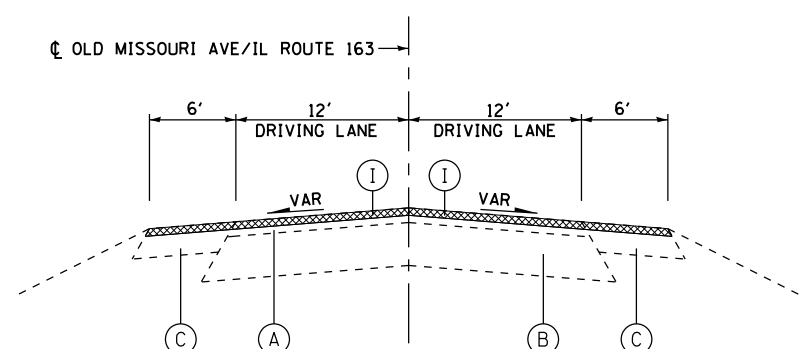 ℄ OLD MISSOURI AVE/IL ROUTE 163
6' 12' 12' 6'
DRIVING LANE DRIVING LANE
I I
VAR VAR
C A B C